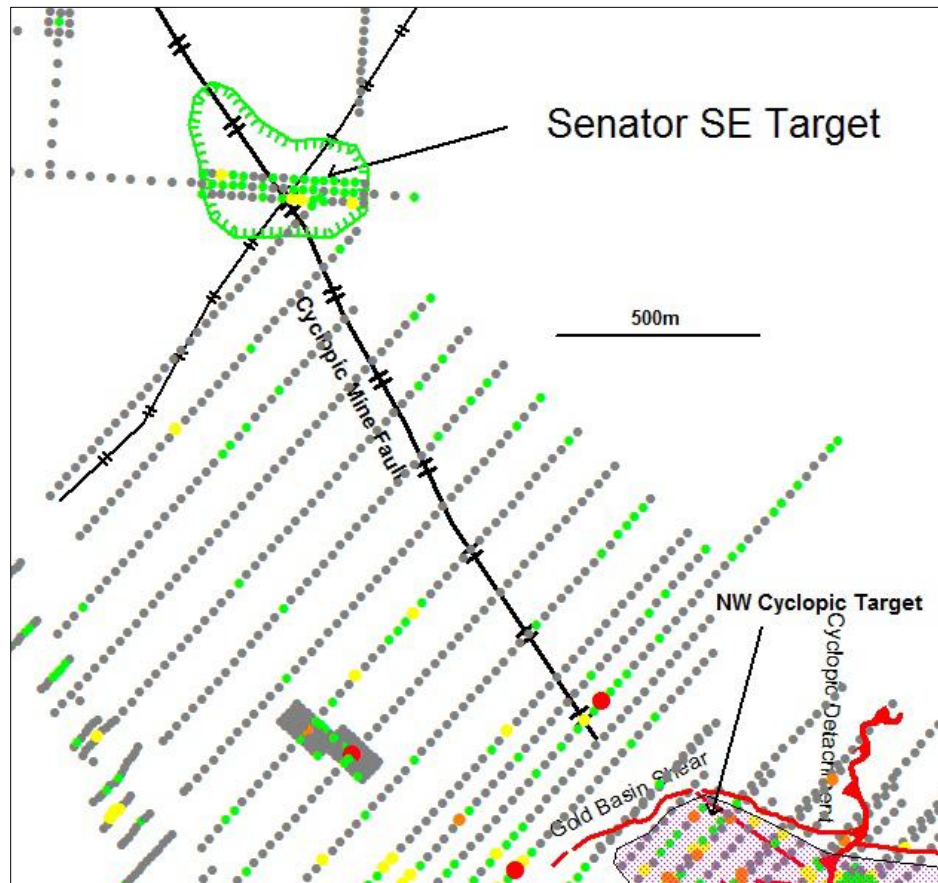 Senator SE Target
500m
Cyclopic Mine Fault
NW Cyclopic Target
Cyclopic Detachment
Gold Basin Shear